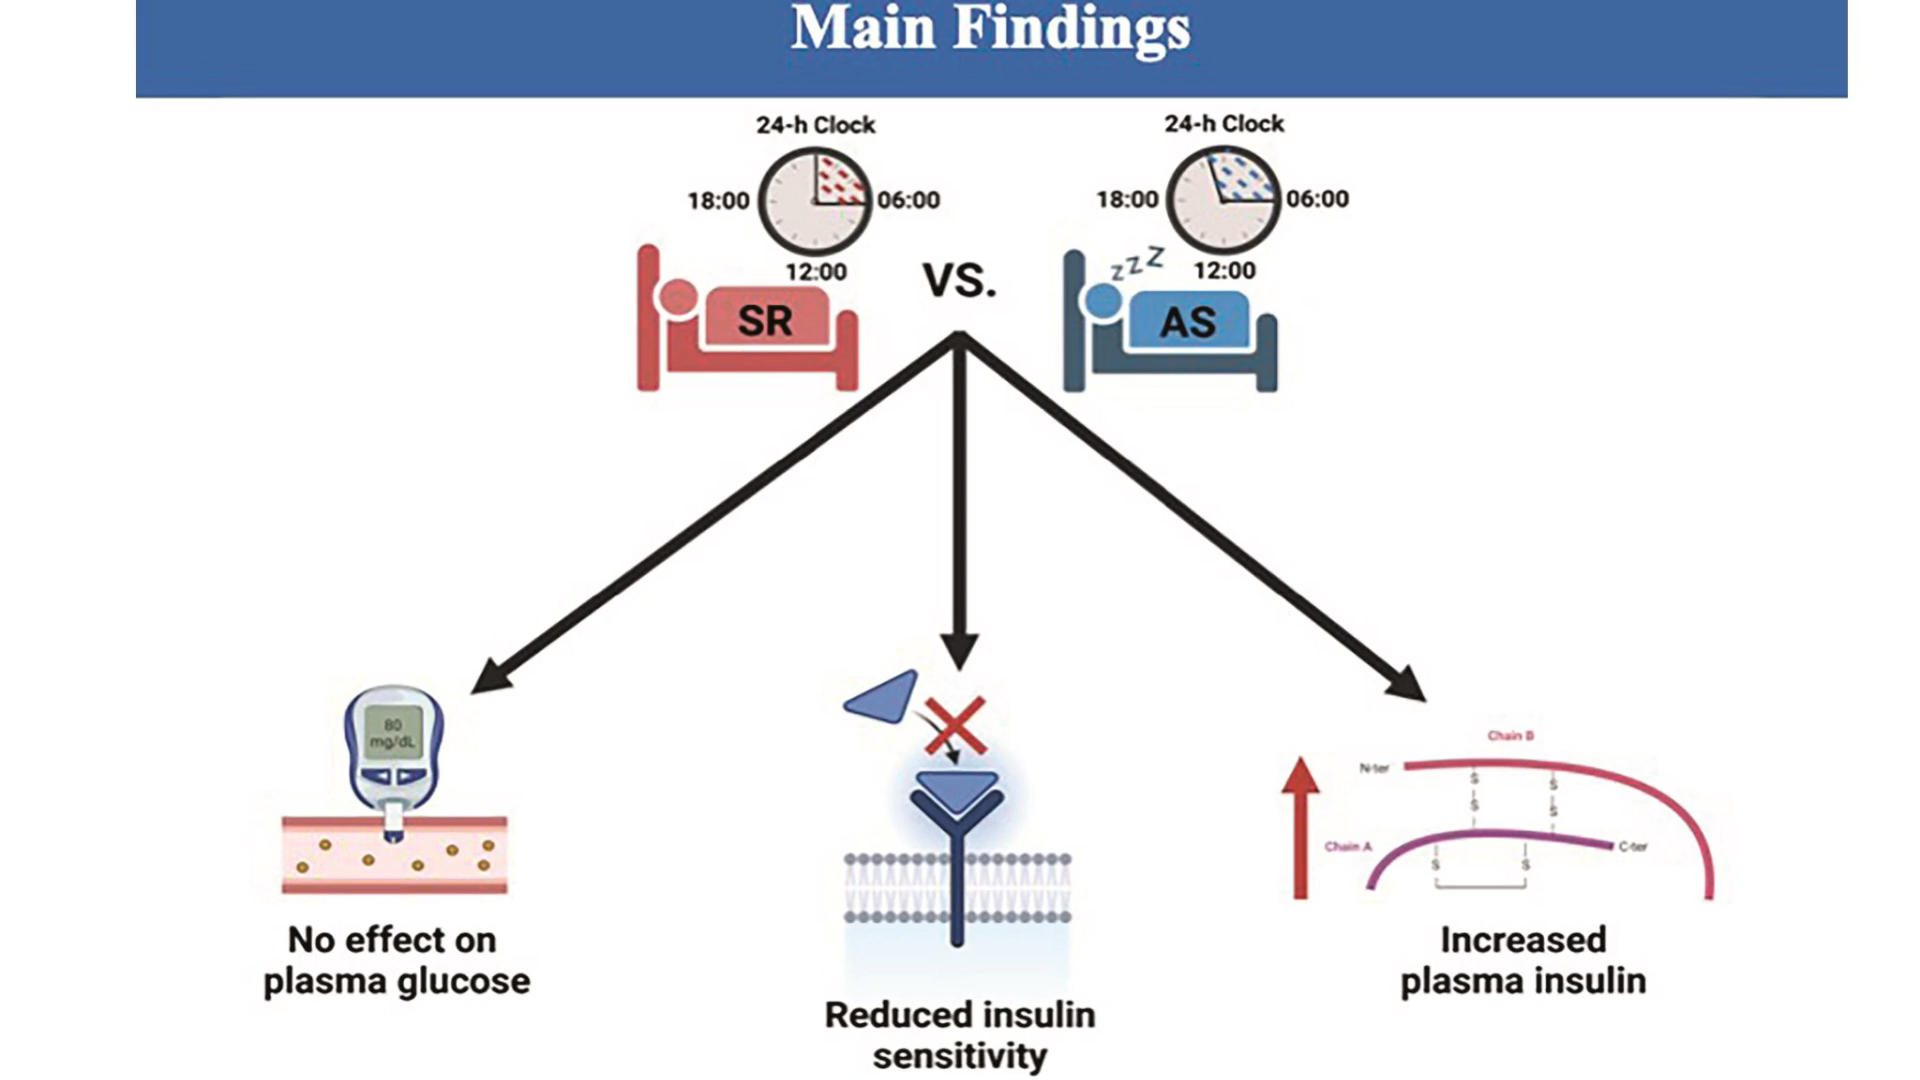 Main Findings
24-h Clock
18:00
06:00
12:00
SR
VS.
24-h Clock
18:00
06:00
12:00
zzz
AS
80
mg/dL
No effect on
plasma glucose
Reduced insulin
sensitivity
Chain B
N-ter
S
S
S
S
Chain A
C-ter
S
S
Increased
plasma insulin